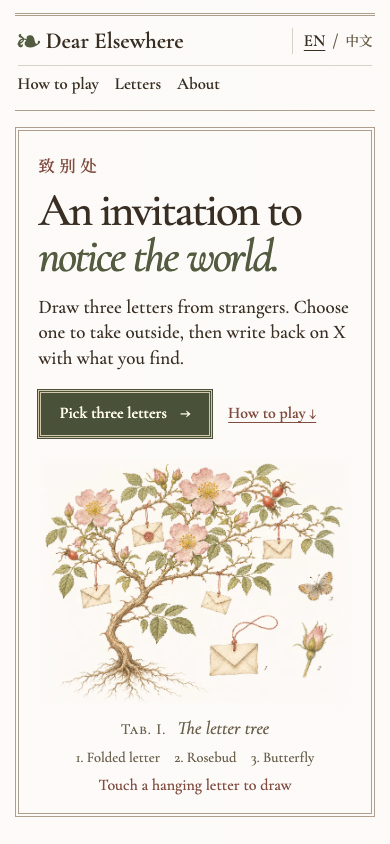 Dear Elsewhere
EN / 中文
How to play Letters About
致别处
An invitation to
notice the world.
Draw three letters from strangers. Choose
one to take outside, then write back on X
with what you find.
Pick three letters →
How to play ↓
1
2
3
Tab. I. The letter tree
1. Folded letter 2. Rosebud 3. Butterfly
Touch a hanging letter to draw